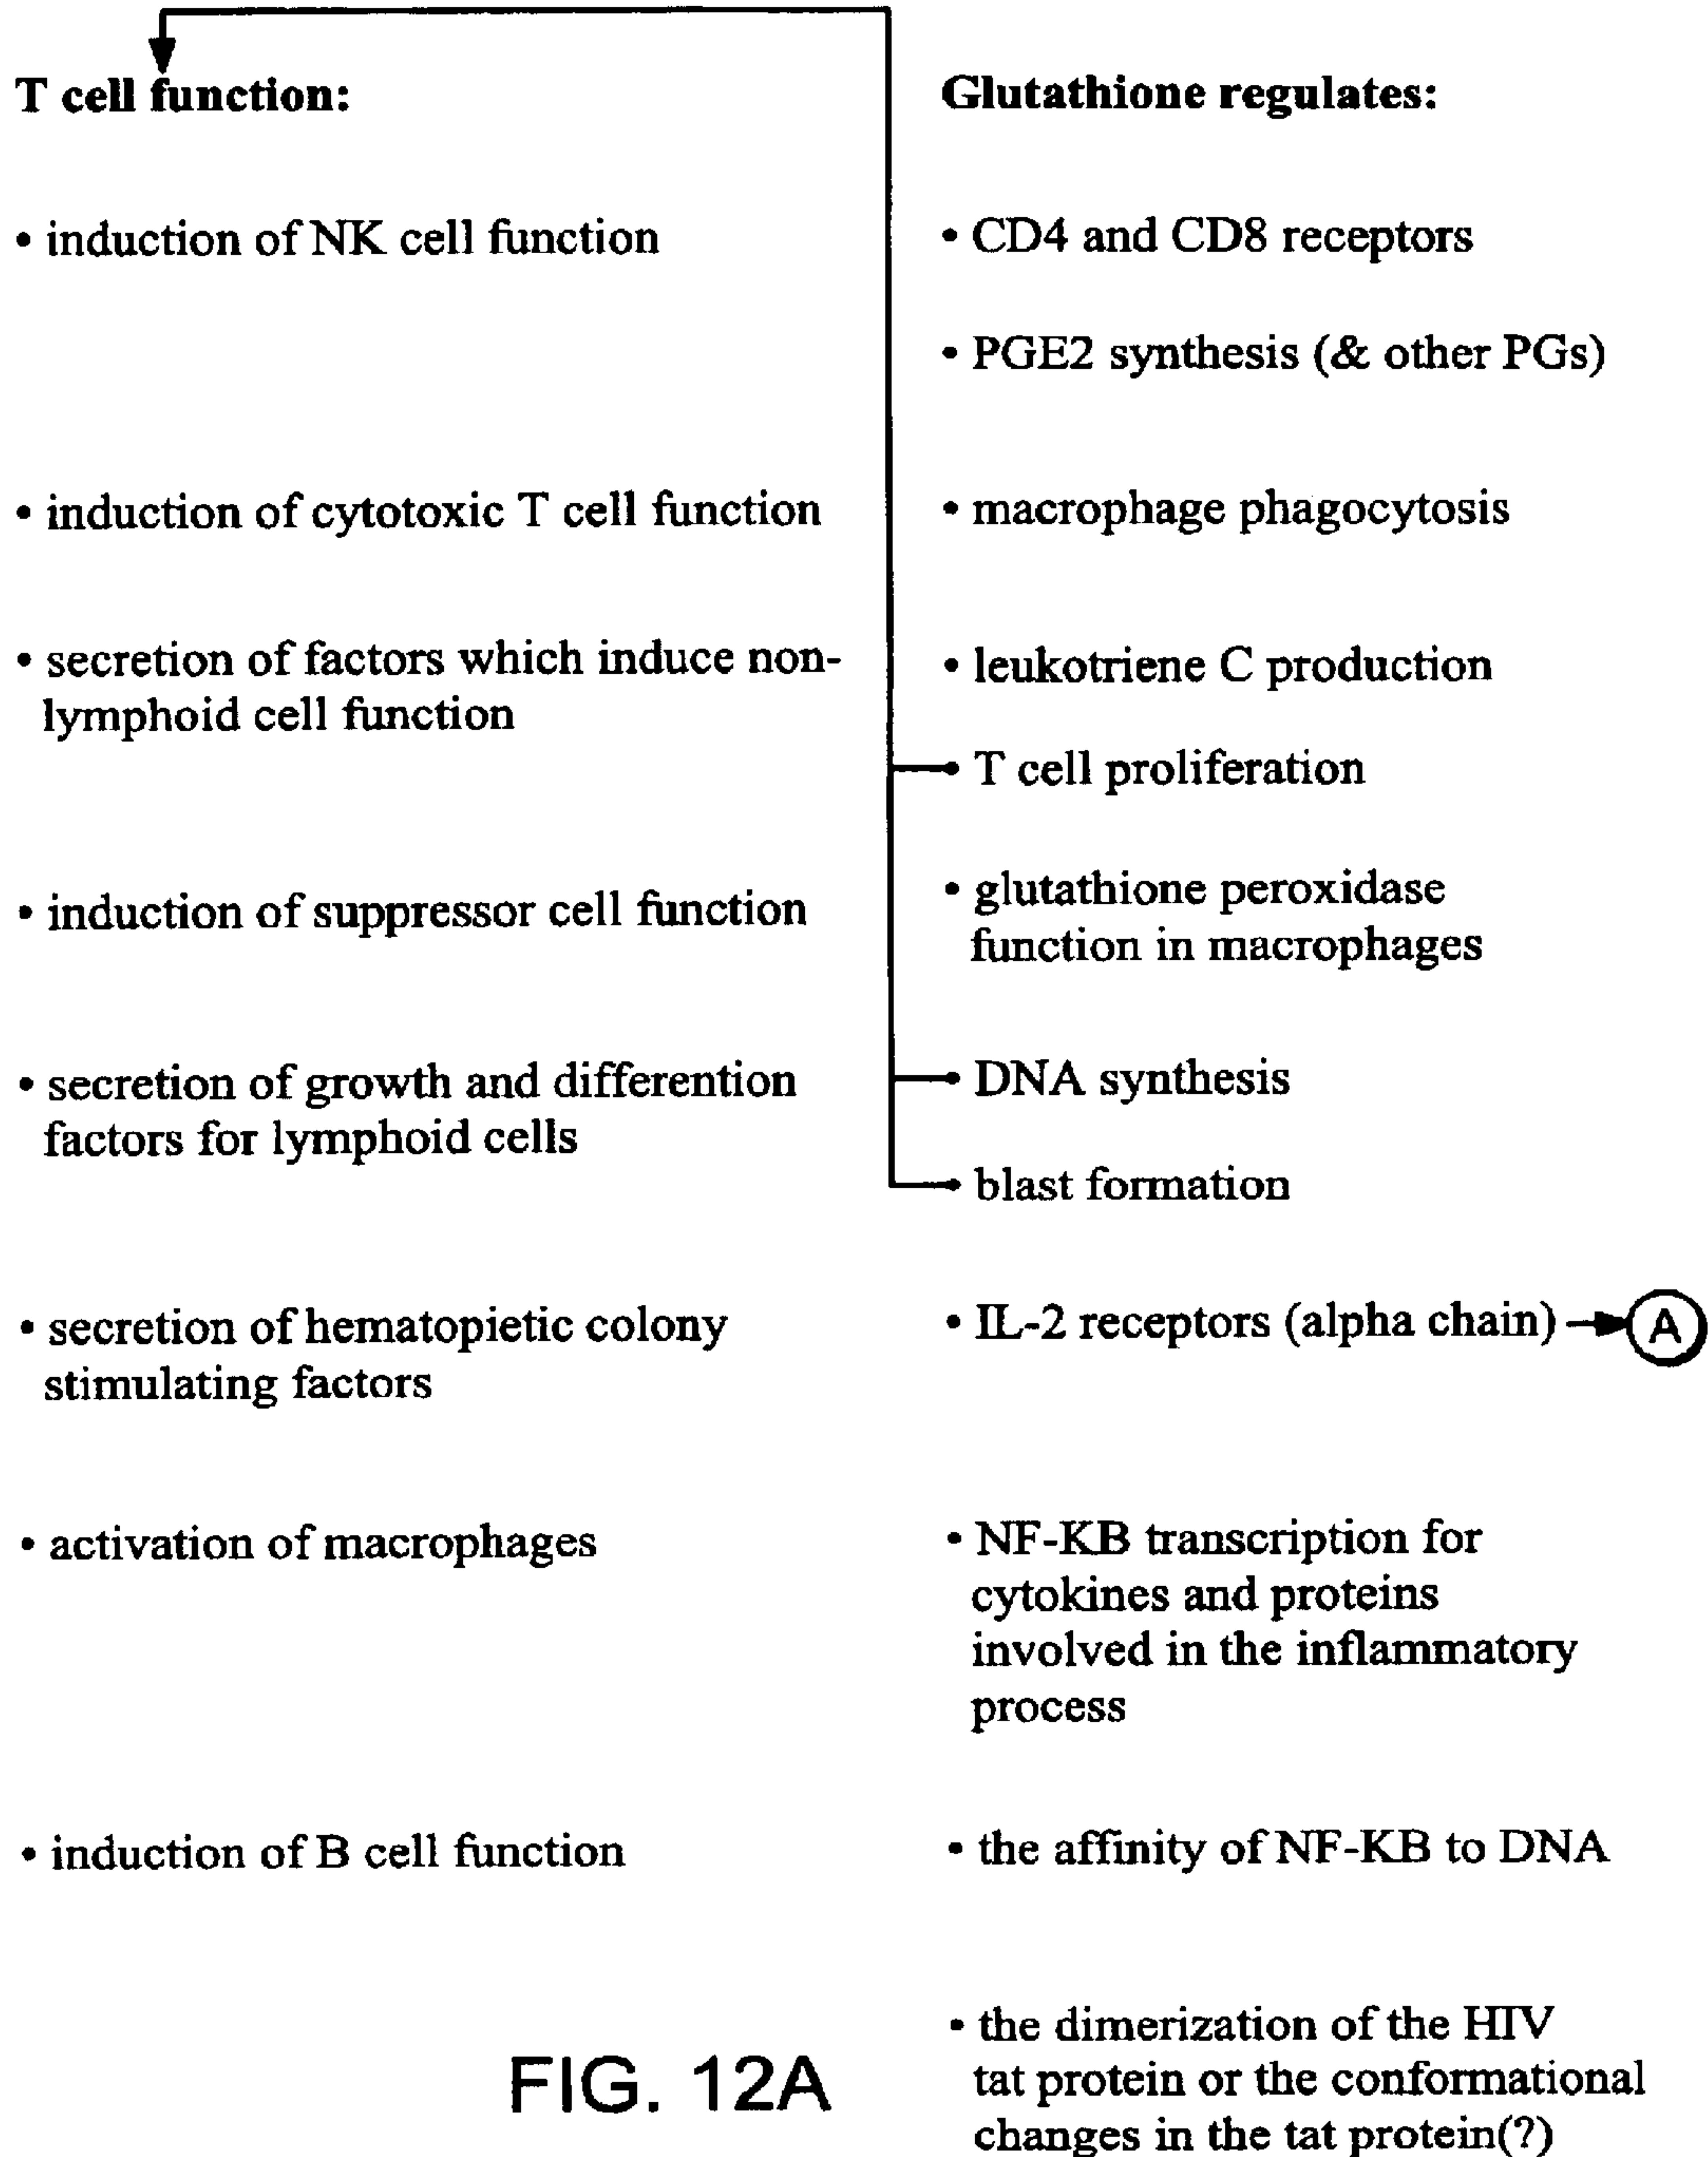 T cell function:
• induction of NK cell function
• induction of cytotoxic T cell function
• secretion of factors which induce non-
lymphoid cell function
• induction of suppressor cell function
• secretion of growth and differention
factors for lymphoid cells
• secretion of hematopietic colony
stimulating factors
• activation of macrophages
• induction of B cell function
Glutathione regulates:
• CD4 and CD8 receptors
• PGE2 synthesis (& other PGs)
• macrophage phagocytosis
• leukotriene C production
• T cell proliferation
• glutathione peroxidase
function in macrophages
• DNA synthesis
• blast formation
• IL-2 receptors (alpha chain)
A
• NF-KB transcription for
cytokines and proteins
involved in the inflammatory
process
• the affinity of NF-KB to DNA
• the dimerization of the HIV
tat protein or the conformational
changes in the tat protein(?)
FIG. 12A